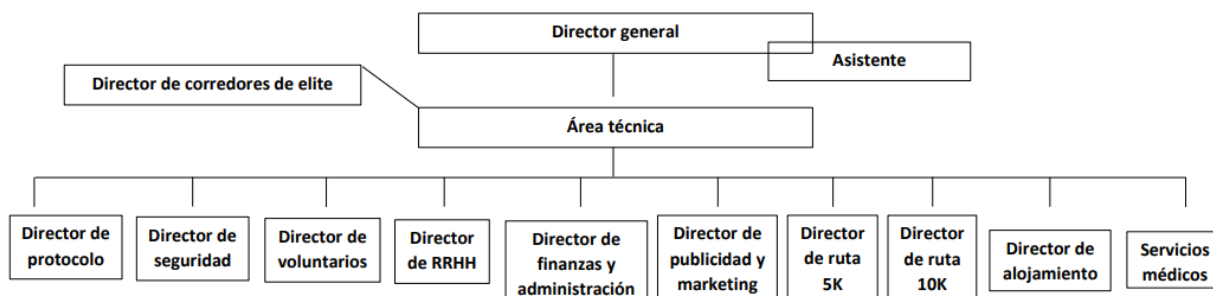 Director general
Asistente
Director de corredores de elite
Área técnica
Director de
protocolo
Director de
seguridad
Director de
voluntarios
Director
de RRHH
Director de
finanzas y
administración
Director de
publicidad y
marketing
Director
de ruta
5K
Director
de ruta
10K
Director de
alojamiento
Servicios
médicos